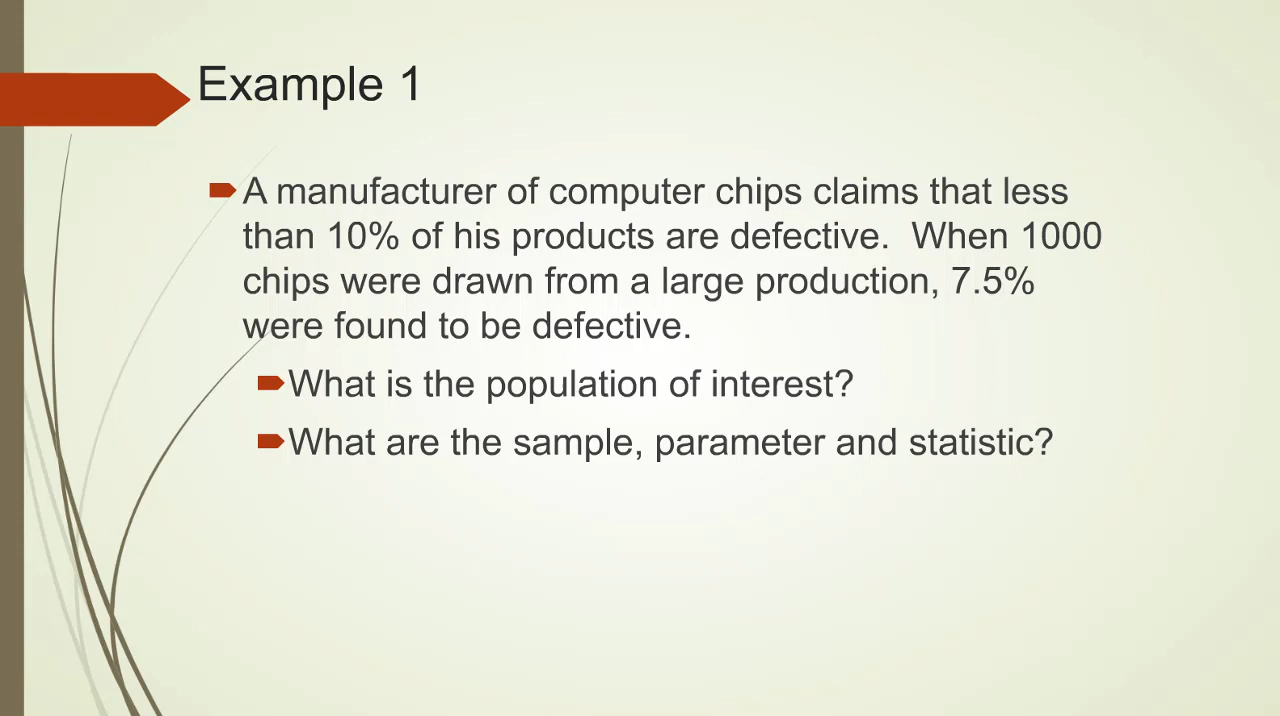 Example 1
A manufacturer of computer chips claims that less
than 10% of his products are defective.  When 1000
chips were drawn from a large production, 7.5%
were found to be defective.
What is the population of interest?
What are the sample, parameter and statistic?